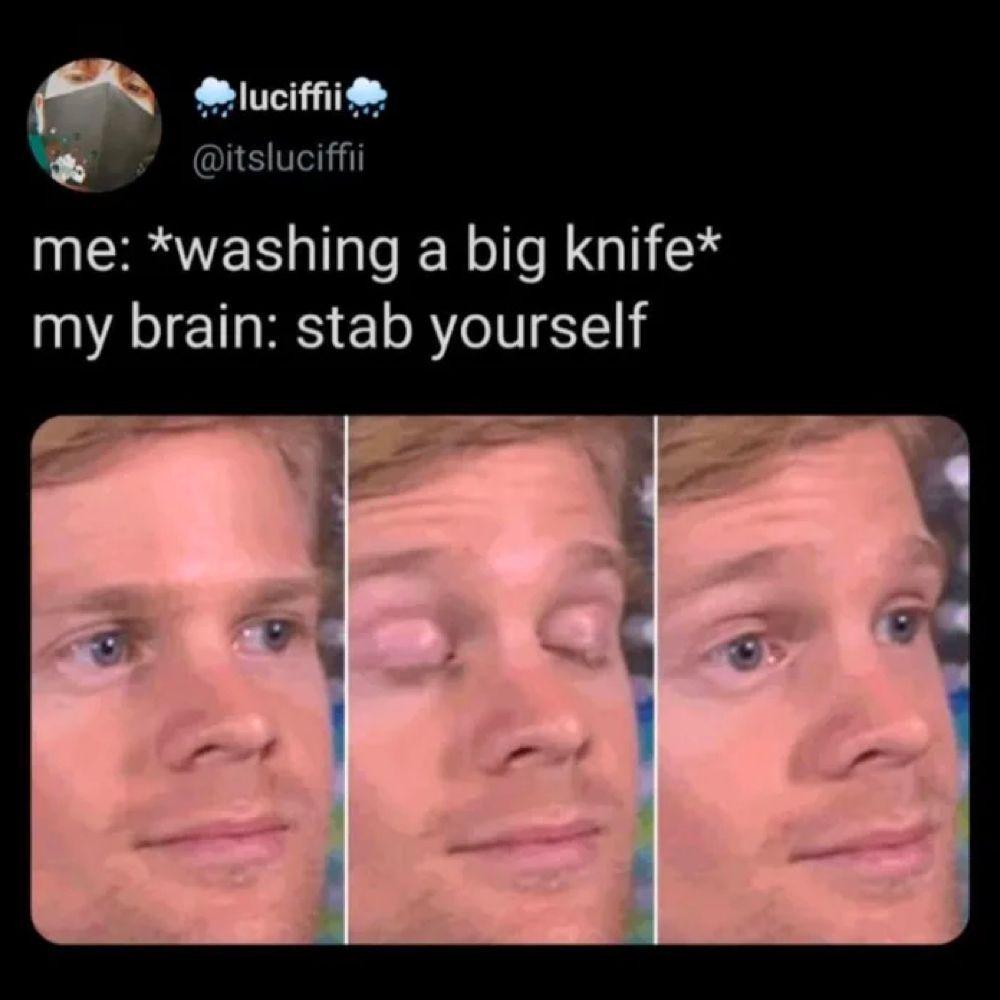 🌧️luciffii🌧️
@itsluciffii
me: *washing a big knife*
my brain: stab yourself